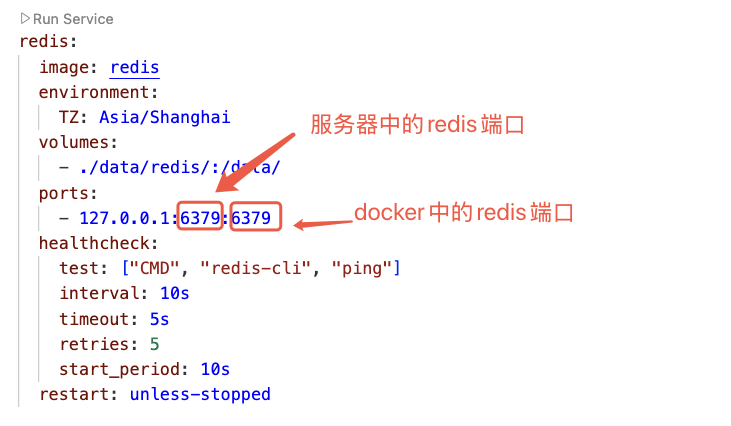 Run Service
redis:
image: redis
environment:
TZ: Asia/Shanghai
服务器中的redis端口
volumes:
- ./data/redis/:/data/
ports:
- 127.0.0.1:6379:6379
docker中的redis端口
healthcheck:
test: ["CMD", "redis-cli", "ping"]
interval: 10s
timeout: 5s
retries: 5
start_period: 10s
restart: unless-stopped